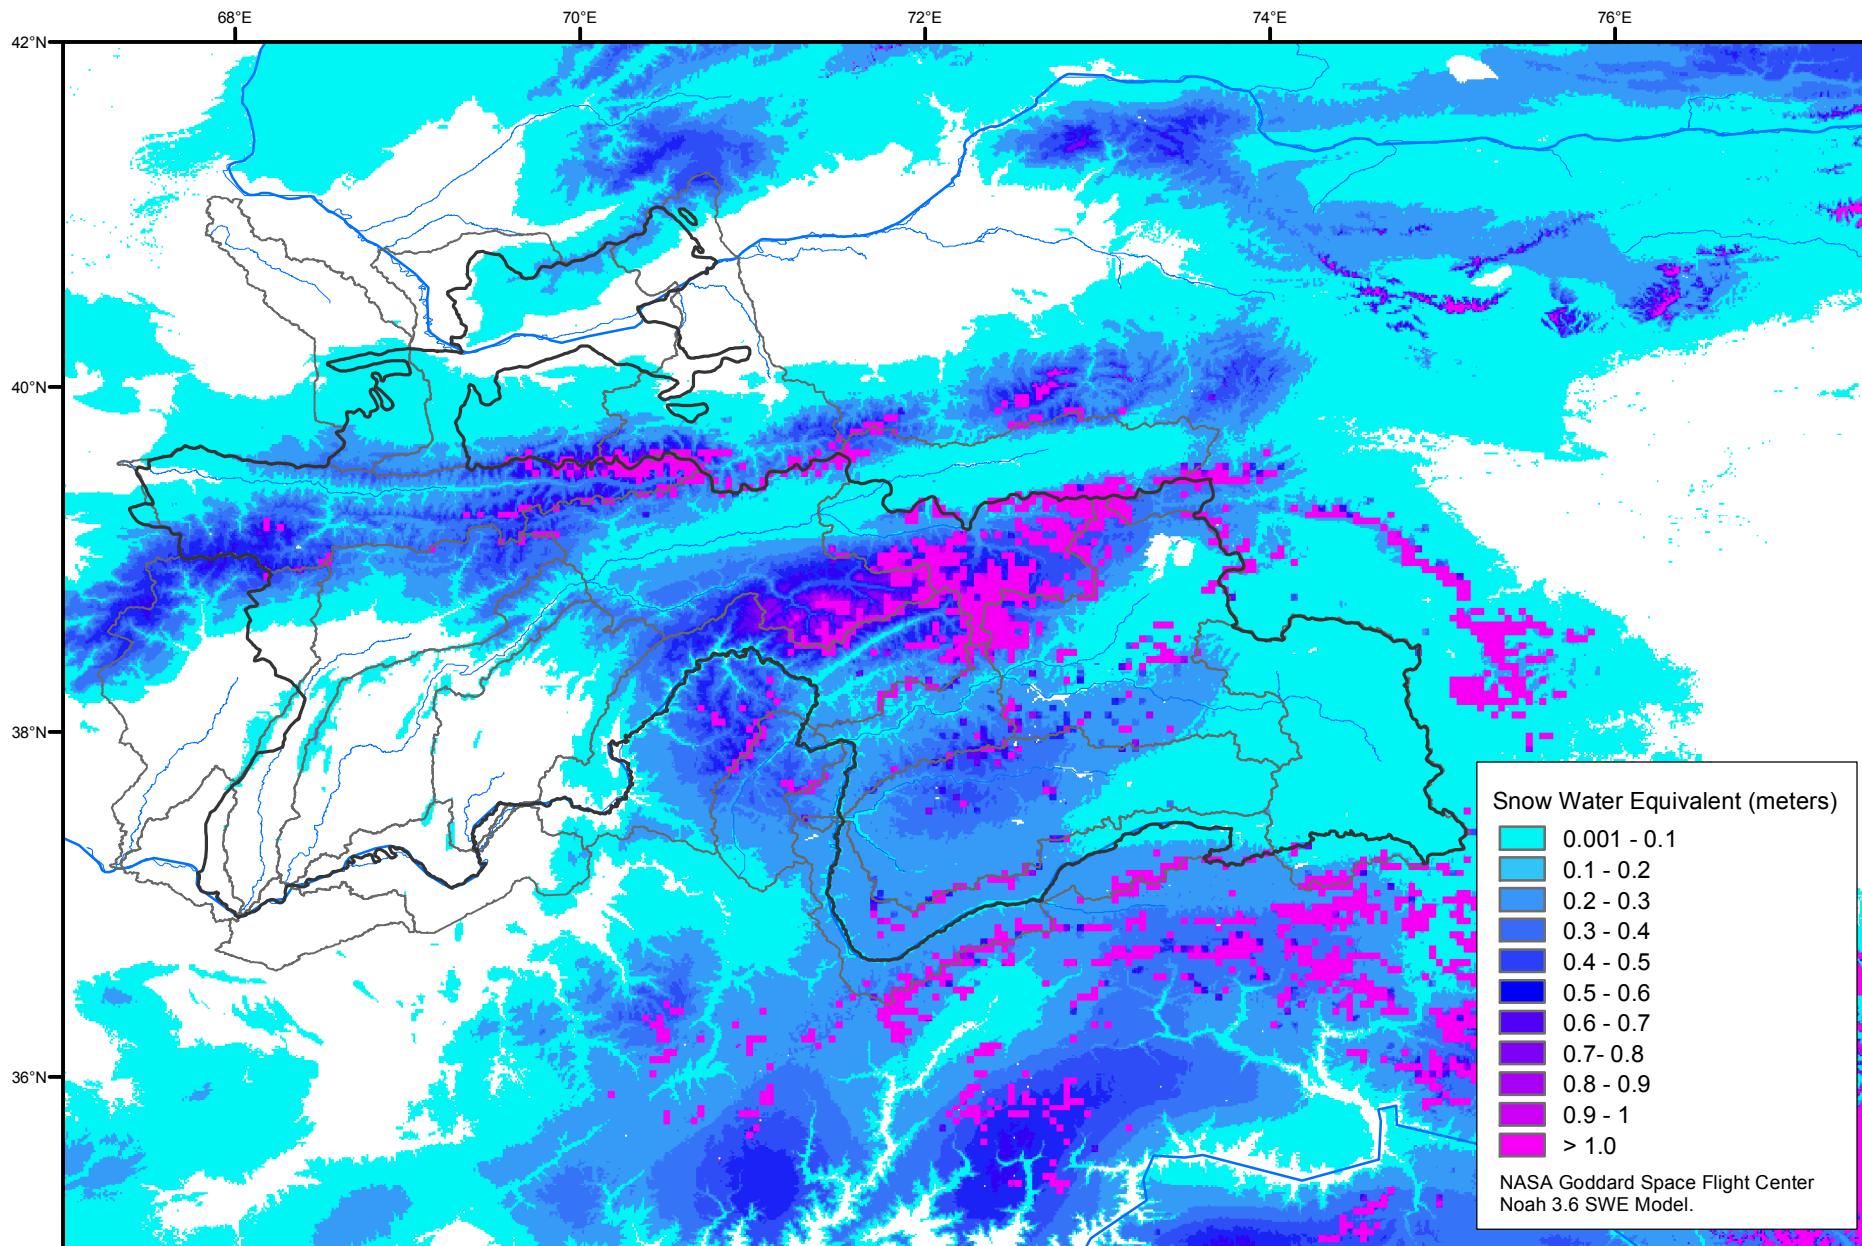 68°E
70°E
72°E
74°E
76°E
42°N
40°N
38°N
36°N
Snow Water Equivalent (meters)
0.001 - 0.1
0.1 - 0.2
0.2 - 0.3
0.3 - 0.4
0.4 - 0.5
0.5 - 0.6
0.6 - 0.7
0.7- 0.8
0.8 - 0.9
0.9 - 1
> 1.0
NASA Goddard Space Flight Center
Noah 3.6 SWE Model.